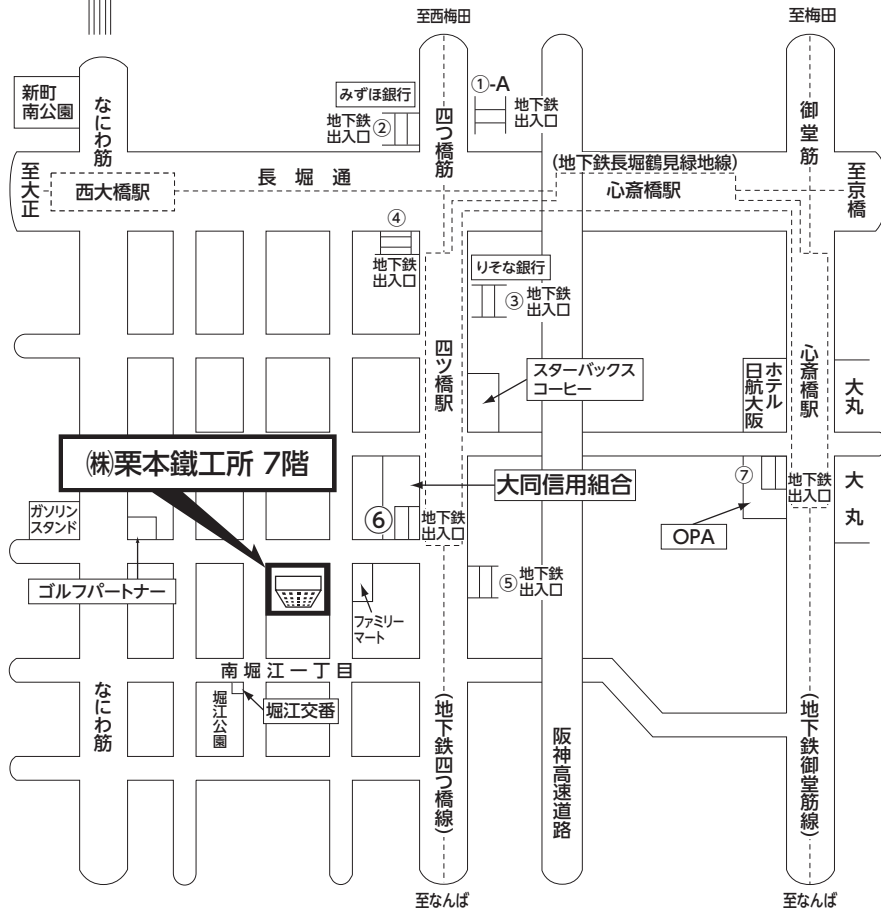 至西梅田
至梅田
新町
南公園
なにわ筋
みずほ銀行
地下鉄
出入口
②
四つ橋筋
①-A
地下鉄
出入口
御堂筋
至大正
西大橋駅
長堀通
(地下鉄長堀鶴見緑地線)
心斎橋駅
至京橋
④
地下鉄
出入口
りそな銀行
③
地下鉄
出入口
四ツ橋駅
スターバックス
コーヒー
ホテル
日航大阪
心斎橋駅
大丸
㈱栗本鐵工所 7階
大同信用組合
⑥
地下鉄
出入口
⑦
地下鉄
出入口
大丸
OPA
ガソリン
スタンド
ゴルフパートナー
ファミリー
マート
⑤
地下鉄
出入口
南堀江一丁目
堀江公園
堀江交番
なにわ筋
(地下鉄四つ橋線)
阪神高速道路
(地下鉄御堂筋線)
至なんば
至なんば